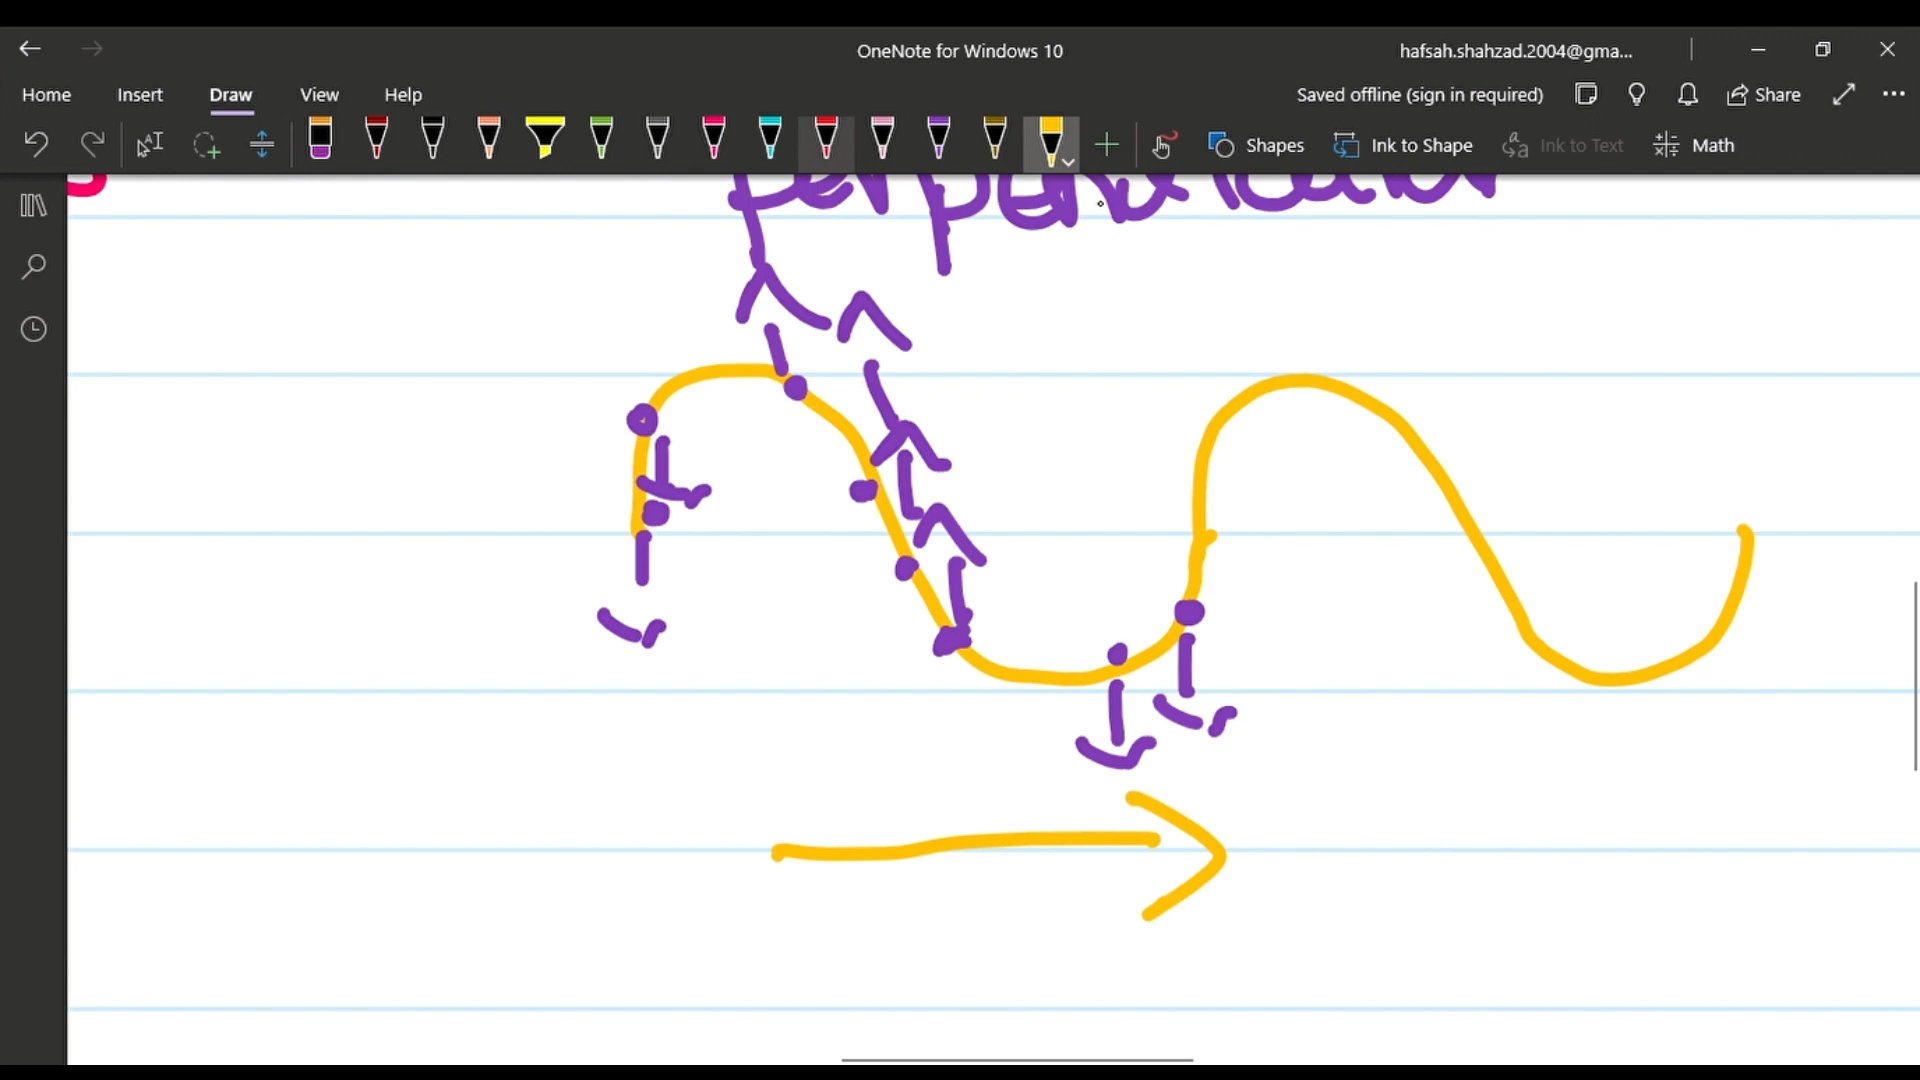 OneNote for Windows 10
hafsah.shahzad.2004@gma...
Home Insert Draw View Help
Saved offline (sign in required) Share
Shapes Ink to Shape Ink to Text Math
perpendicular